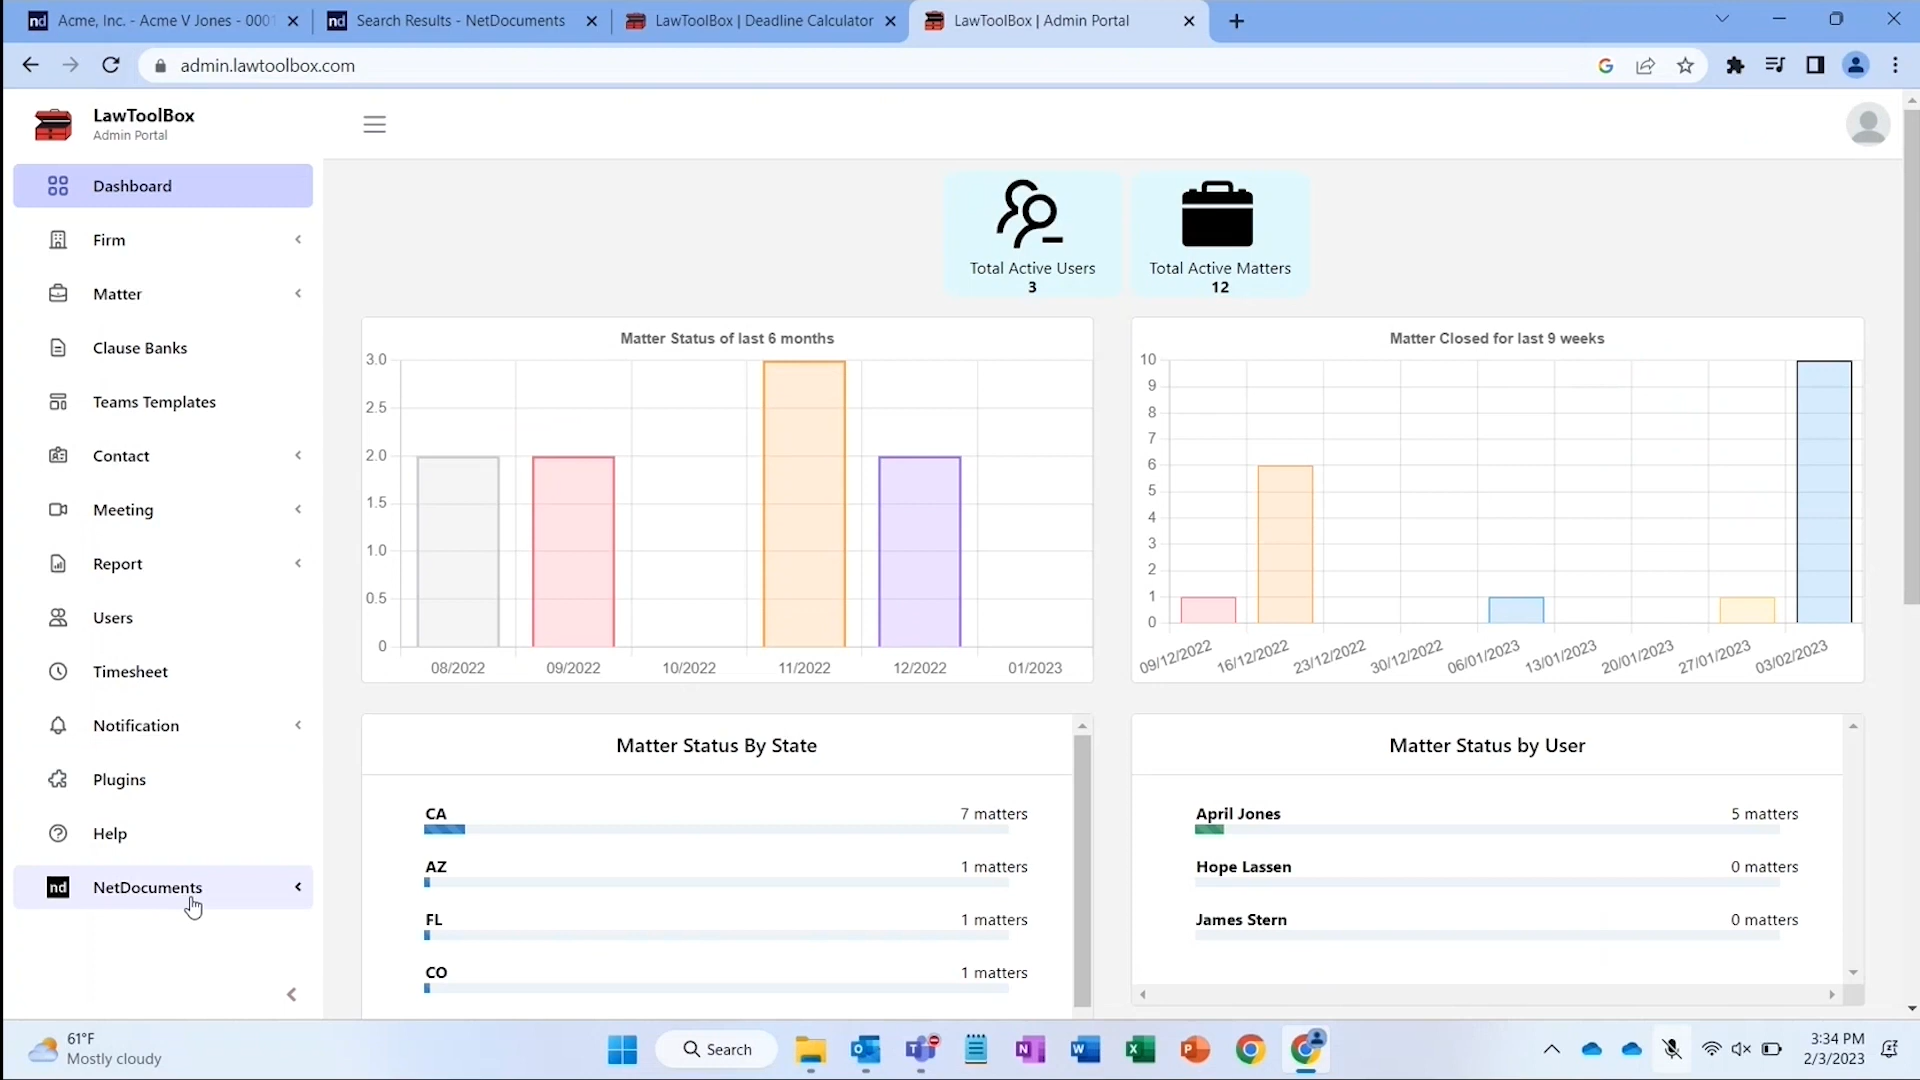 nd Acme, Inc. - Acme V Jones - 0001
nd Search Results - NetDocuments
LawToolBox | Deadline Calculator
LawToolBox | Admin Portal
admin.lawtoolbox.com
LawToolBox
Admin Portal
Dashboard
Firm
Matter
Clause Banks
Teams Templates
Contact
Meeting
Report
Users
Timesheet
Notification
Plugins
Help
nd NetDocuments
Total Active Users
3
Total Active Matters
12
Matter Status of last 6 months
3.0
2.5
2.0
1.5
1.0
0.5
0
08/2022 09/2022 10/2022 11/2022 12/2022 01/2023
Matter Closed for last 9 weeks
10
9
8
7
6
5
4
3
2
1
0
09/12/2022 16/12/2022 23/12/2022 30/12/2022 06/01/2023 13/01/2023 20/01/2023 27/01/2023 03/02/2023
Matter Status By State
CA 7 matters
AZ 1 matters
FL 1 matters
CO 1 matters
Matter Status by User
April Jones 5 matters
Hope Lassen 0 matters
James Stern 0 matters
61°F
Mostly cloudy
Search
3:34 PM
2/3/2023